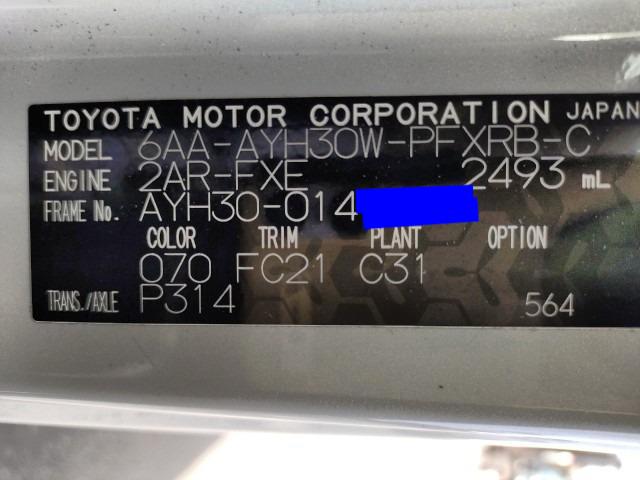 TOYOTA MOTOR CORPORATION JAPAN
MODEL 6AA-AYH30W-PFXRB-C
ENGINE 2AR-FXE 2493 mL
FRAME No. AYH30-014
COLOR TRIM PLANT OPTION
070 FC21 C31
TRANS./AXLE P314 564